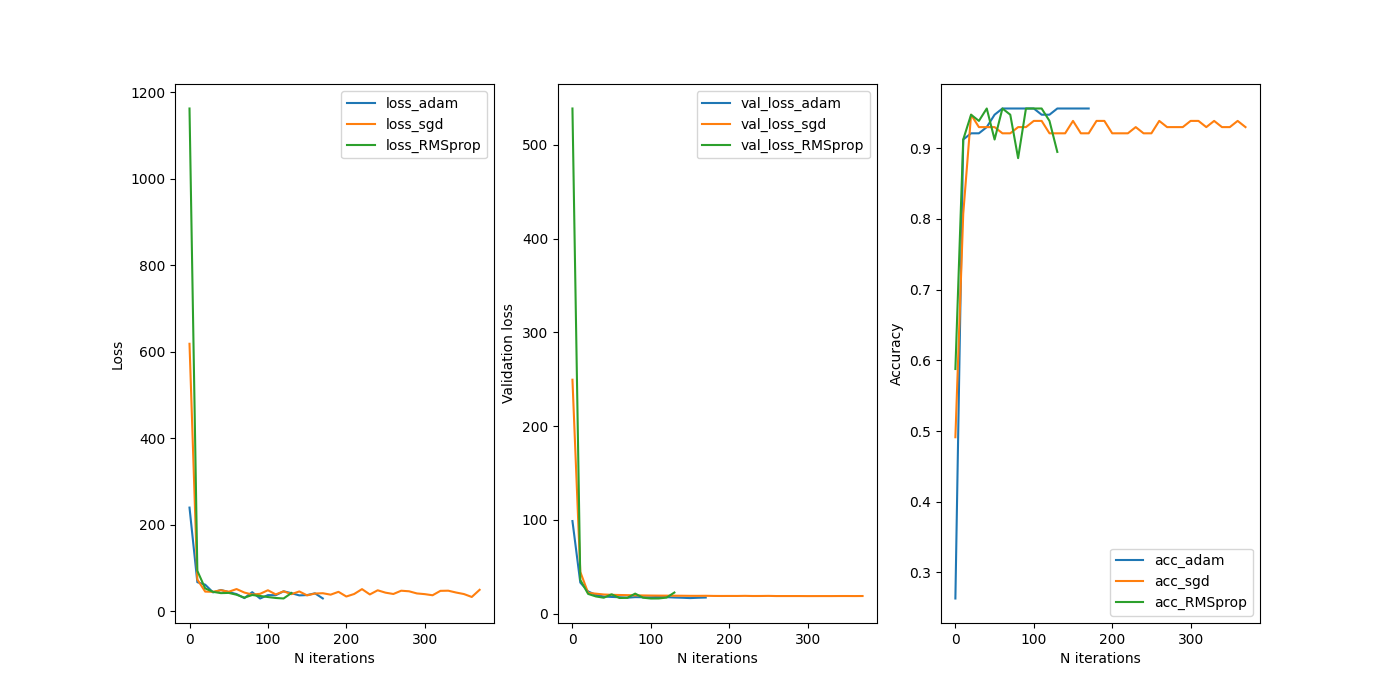 1200
1000
800
600
400
200
0
Loss
loss_adam
loss_sgd
loss_RMSprop
0
100
200
300
N iterations
500
400
300
200
100
0
Validation loss
val_loss_adam
val_loss_sgd
val_loss_RMSprop
0
100
200
300
N iterations
0.9
0.8
0.7
0.6
0.5
0.4
0.3
Accuracy
acc_adam
acc_sgd
acc_RMSprop
0
100
200
300
N iterations